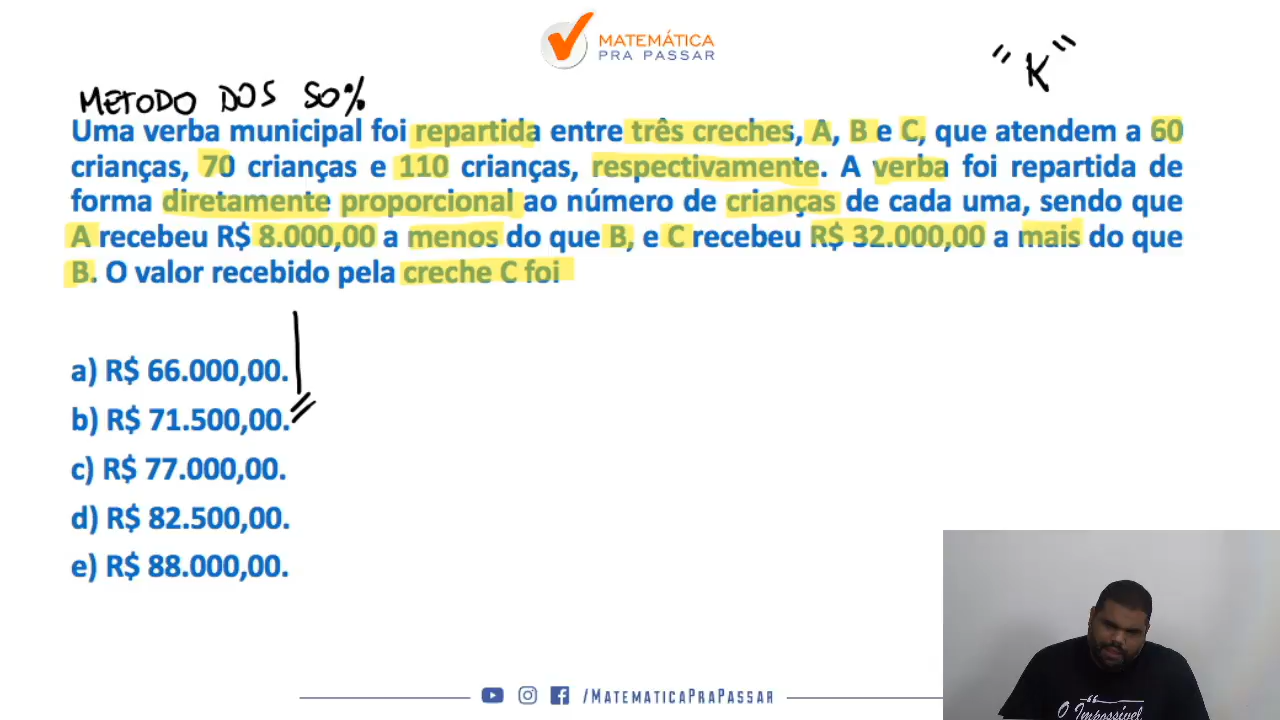 MATEMÁTICA
PRA PASSAR
"K"
METODO DOS 50%
Uma verba municipal foi repartida entre três creches, A, B e C, que atendem a 60
crianças, 70 crianças e 110 crianças, respectivamente. A verba foi repartida de
forma diretamente proporcional ao número de crianças de cada uma, sendo que
A recebeu R$ 8.000,00 a menos do que B, e C recebeu R$ 32.000,00 a mais do que
B. O valor recebido pela creche C foi
a) R$ 66.000,00.
b) R$ 71.500,00.
c) R$ 77.000,00.
d) R$ 82.500,00.
e) R$ 88.000,00.
/MATEMATICAPRAPASSAR
"O Impossível